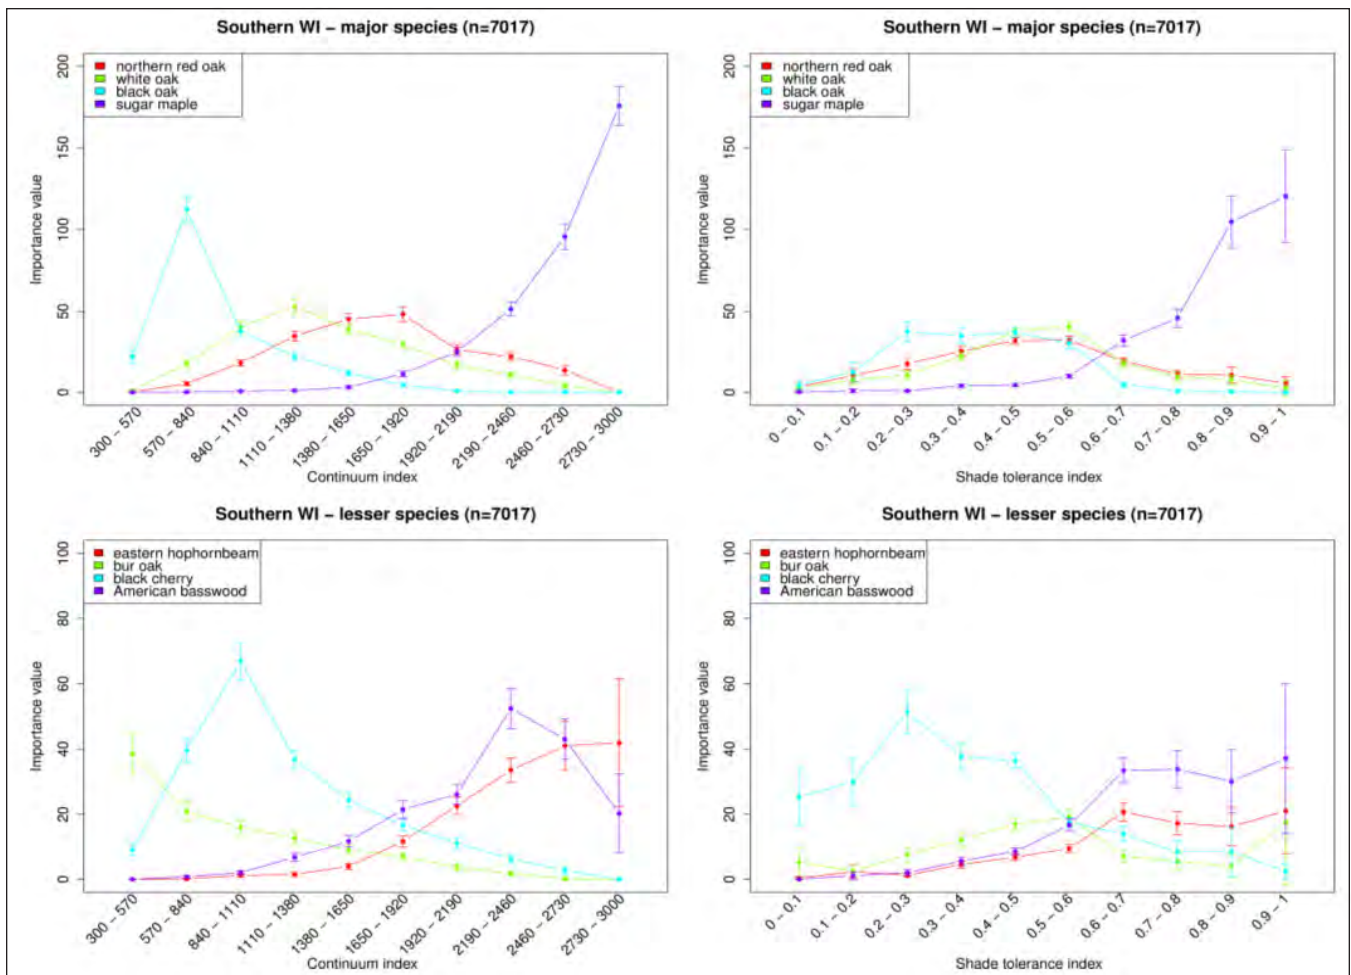 Southern WI − major species (n=7017)
northern red oak
white oak
black oak
sugar maple
Importance value
200
150
100
50
0
300 − 570
570 − 840
840 − 1110
1110 − 1380
1380 − 1650
1650 − 1920
1920 − 2190
2190 − 2460
2460 − 2730
2730 − 3000
Continuum index
Southern WI − major species (n=7017)
northern red oak
white oak
black oak
sugar maple
Importance value
200
150
100
50
0
0 − 0.1
0.1 − 0.2
0.2 − 0.3
0.3 − 0.4
0.4 − 0.5
0.5 − 0.6
0.6 − 0.7
0.7 − 0.8
0.8 − 0.9
0.9 − 1
Shade tolerance index
Southern WI − lesser species (n=7017)
eastern hophornbeam
bur oak
black cherry
American basswood
Importance value
100
80
60
40
20
0
300 − 570
570 − 840
840 − 1110
1110 − 1380
1380 − 1650
1650 − 1920
1920 − 2190
2190 − 2460
2460 − 2730
2730 − 3000
Continuum index
Southern WI − lesser species (n=7017)
eastern hophornbeam
bur oak
black cherry
American basswood
Importance value
100
80
60
40
20
0
0 − 0.1
0.1 − 0.2
0.2 − 0.3
0.3 − 0.4
0.4 − 0.5
0.5 − 0.6
0.6 − 0.7
0.7 − 0.8
0.8 − 0.9
0.9 − 1
Shade tolerance index